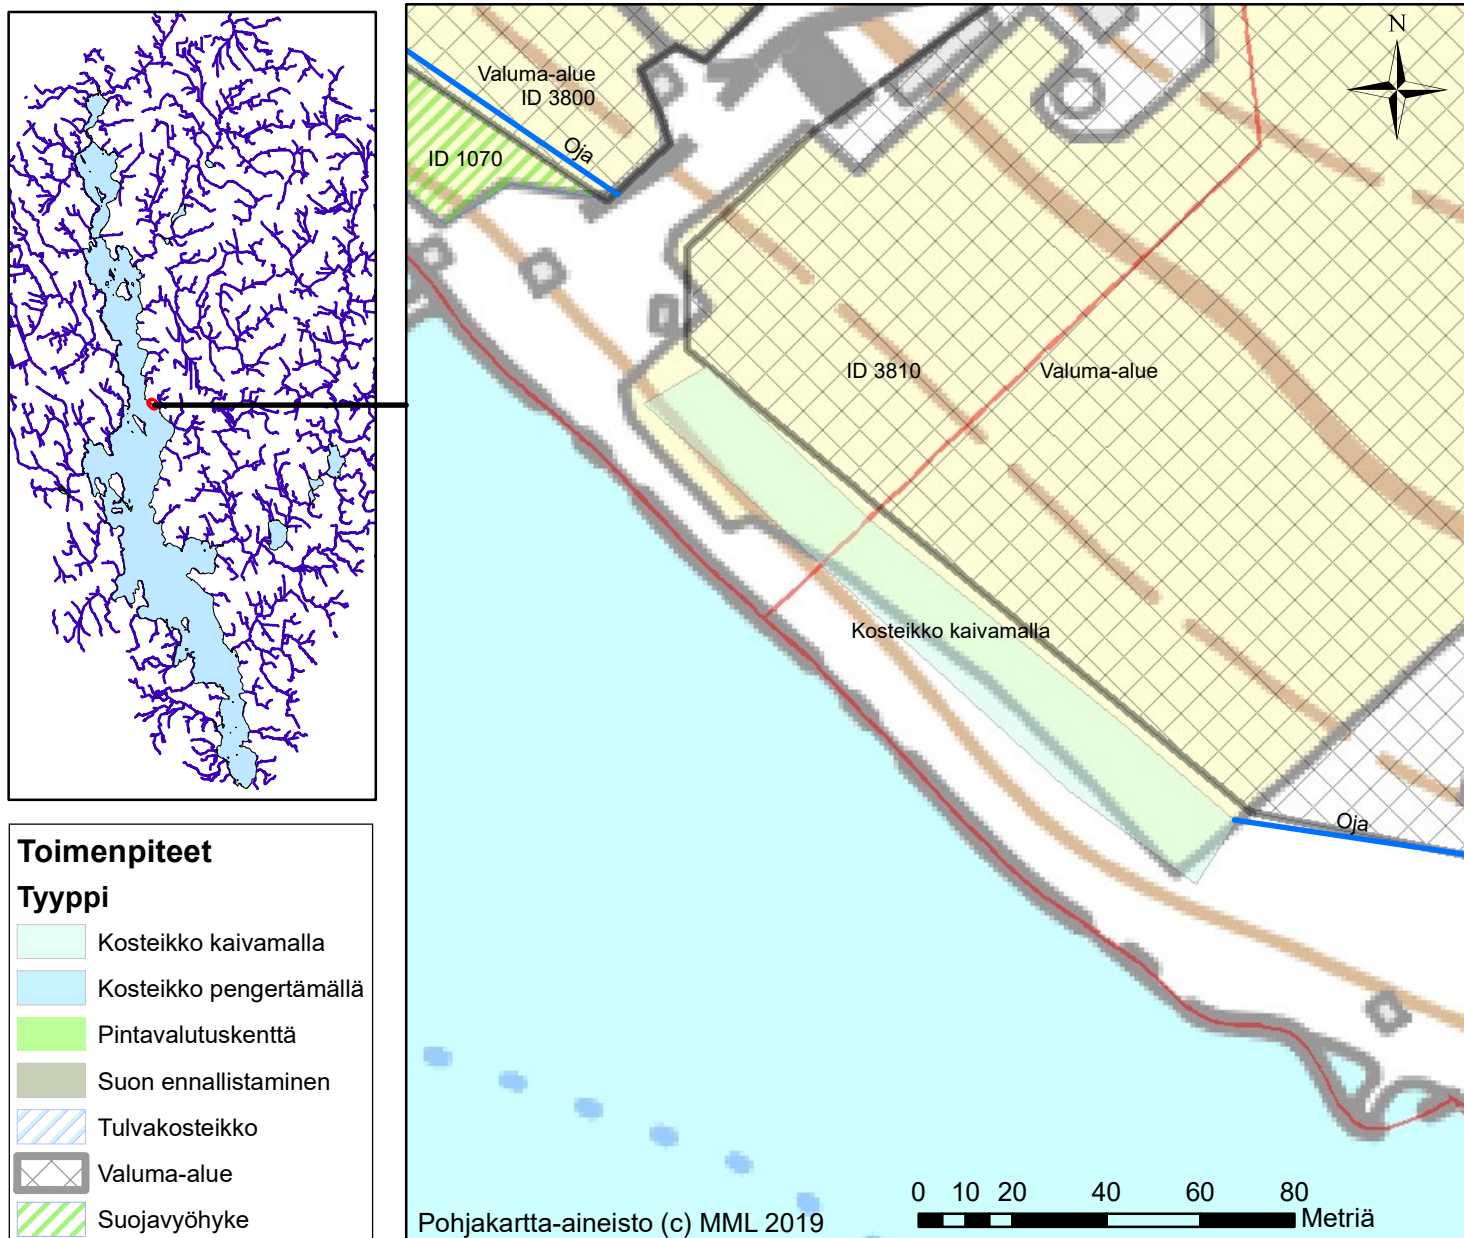 N
Valuma-alue
ID 3800
Oja
ID 1070
ID 3810
Valuma-alue
Kosteikko kaivamalla
Oja
Toimenpiteet
Tyyppi
Kosteikko kaivamalla
Kosteikko pengertämällä
Pintavalutuskenttä
Suon ennallistaminen
Tulvakosteikko
Valuma-alue
Suojavyöhyke
Pohjakartta-aineisto (c) MML 2019
0 10 20 40 60 80
Metriä